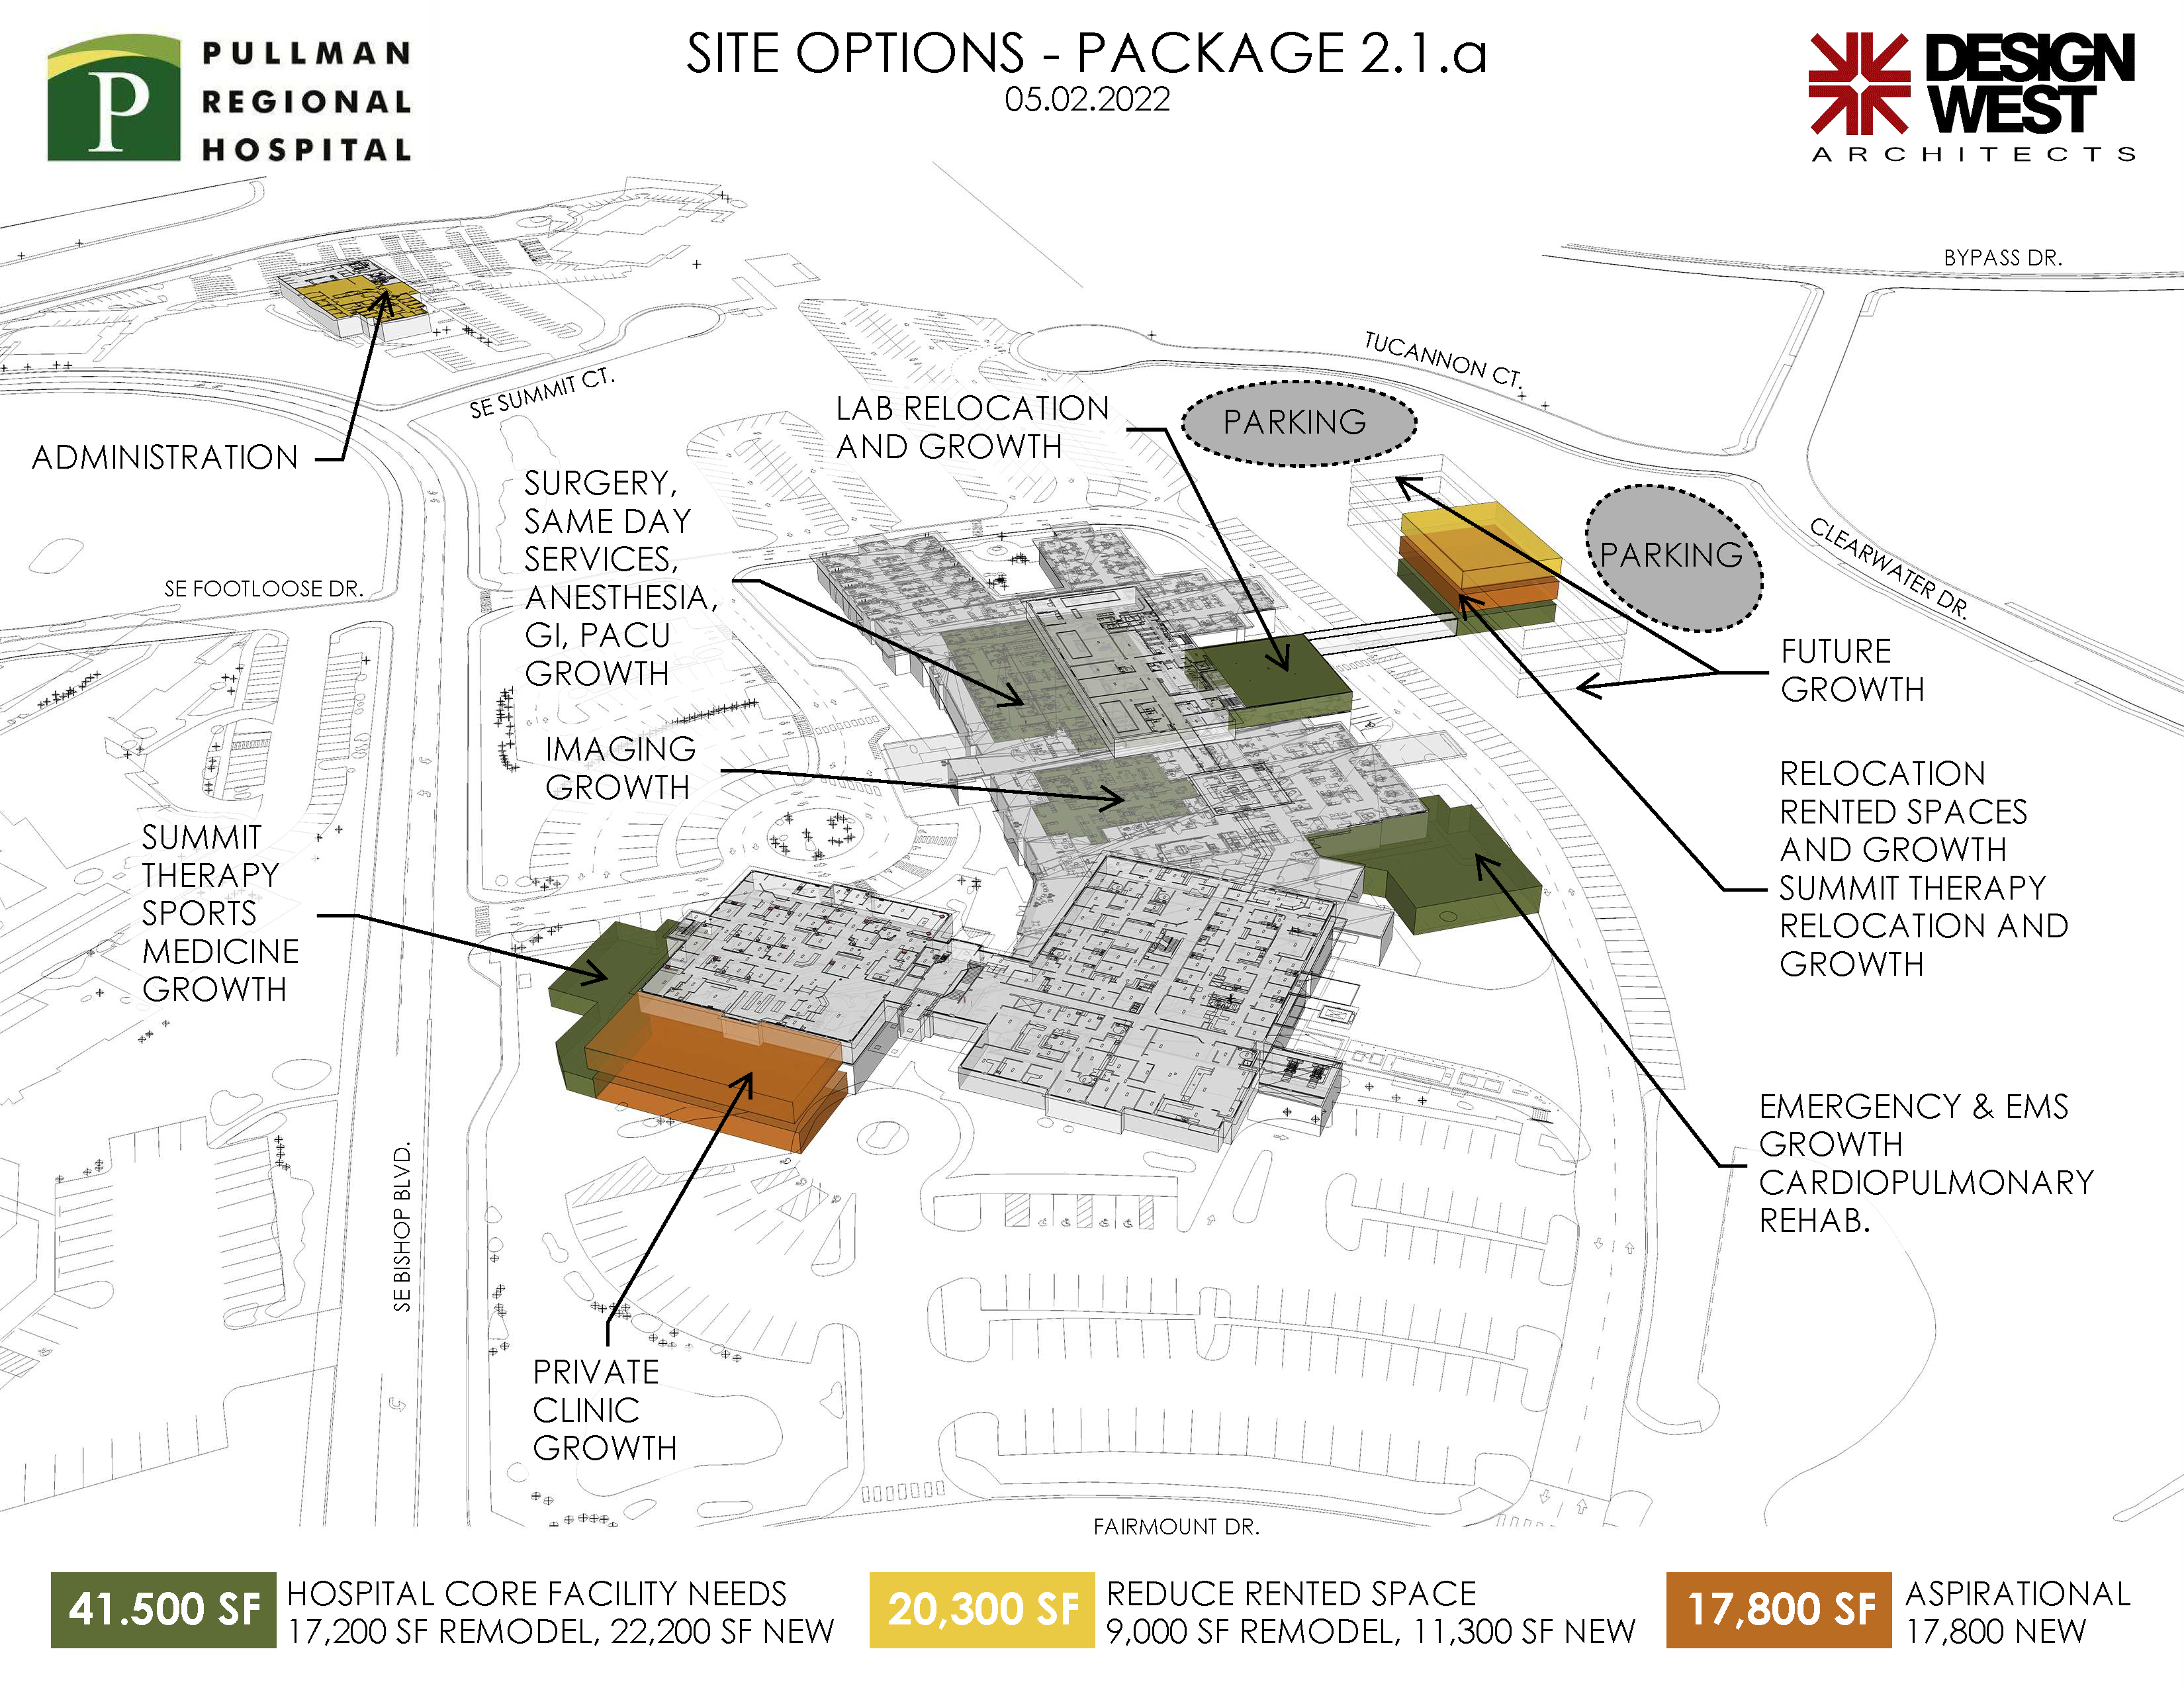 PULLMAN
REGIONAL
HOSPITAL
P
SITE OPTIONS - PACKAGE 2.1.a
05.02.2022
DESIGN
WEST
ARCHITECTS
BYPASS DR.
TUCANNON CT.
SE SUMMIT CT.
LAB RELOCATION
AND GROWTH
PARKING
ADMINISTRATION
SURGERY,
SAME DAY
SERVICES,
ANESTHESIA,
GI, PACU
GROWTH
PARKING
CLEARWATER DR.
SE FOOTLOOSE DR.
FUTURE
GROWTH
IMAGING
GROWTH
RELOCATION
RENTED SPACES
AND GROWTH
SUMMIT THERAPY
RELOCATION AND
GROWTH
SUMMIT
THERAPY
SPORTS
MEDICINE
GROWTH
EMERGENCY & EMS
GROWTH
CARDIOPULMONARY
REHAB.
SE BISHOP BLVD.
PRIVATE
CLINIC
GROWTH
FAIRMOUNT DR.
41.500 SF
HOSPITAL CORE FACILITY NEEDS
17,200 SF REMODEL, 22,200 SF NEW
20,300 SF
REDUCE RENTED SPACE
9,000 SF REMODEL, 11,300 SF NEW
17,800 SF
ASPIRATIONAL
17,800 NEW